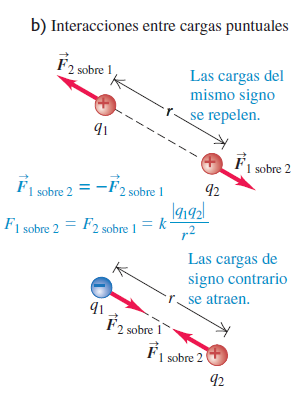 b) Interacciones entre cargas puntuales
F⃗2 sobre 1
Las cargas del
mismo signo
se repelen.
r
+
q1
+
F⃗1 sobre 2
q2
F⃗1 sobre 2 = −F⃗2 sobre 1
F1 sobre 2 = F2 sobre 1 = k |q1q2| / r²
Las cargas de
signo contrario
se atraen.
r
−
q1
F⃗2 sobre 1
F⃗1 sobre 2
+
q2